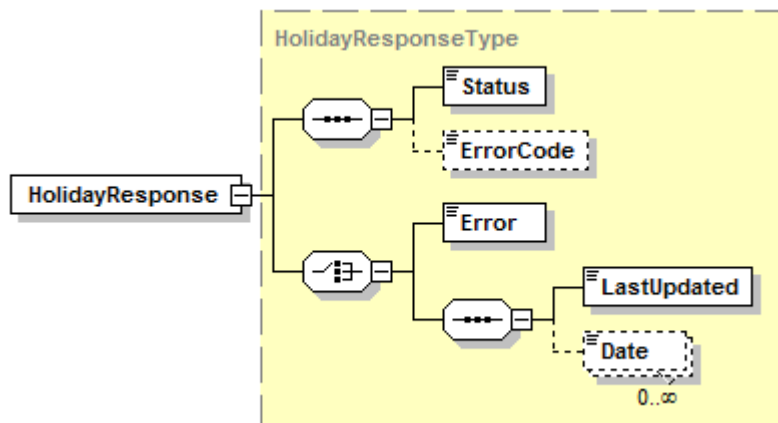 HolidayResponseType
Status
ErrorCode
HolidayResponse
Error
LastUpdated
Date
0..∞